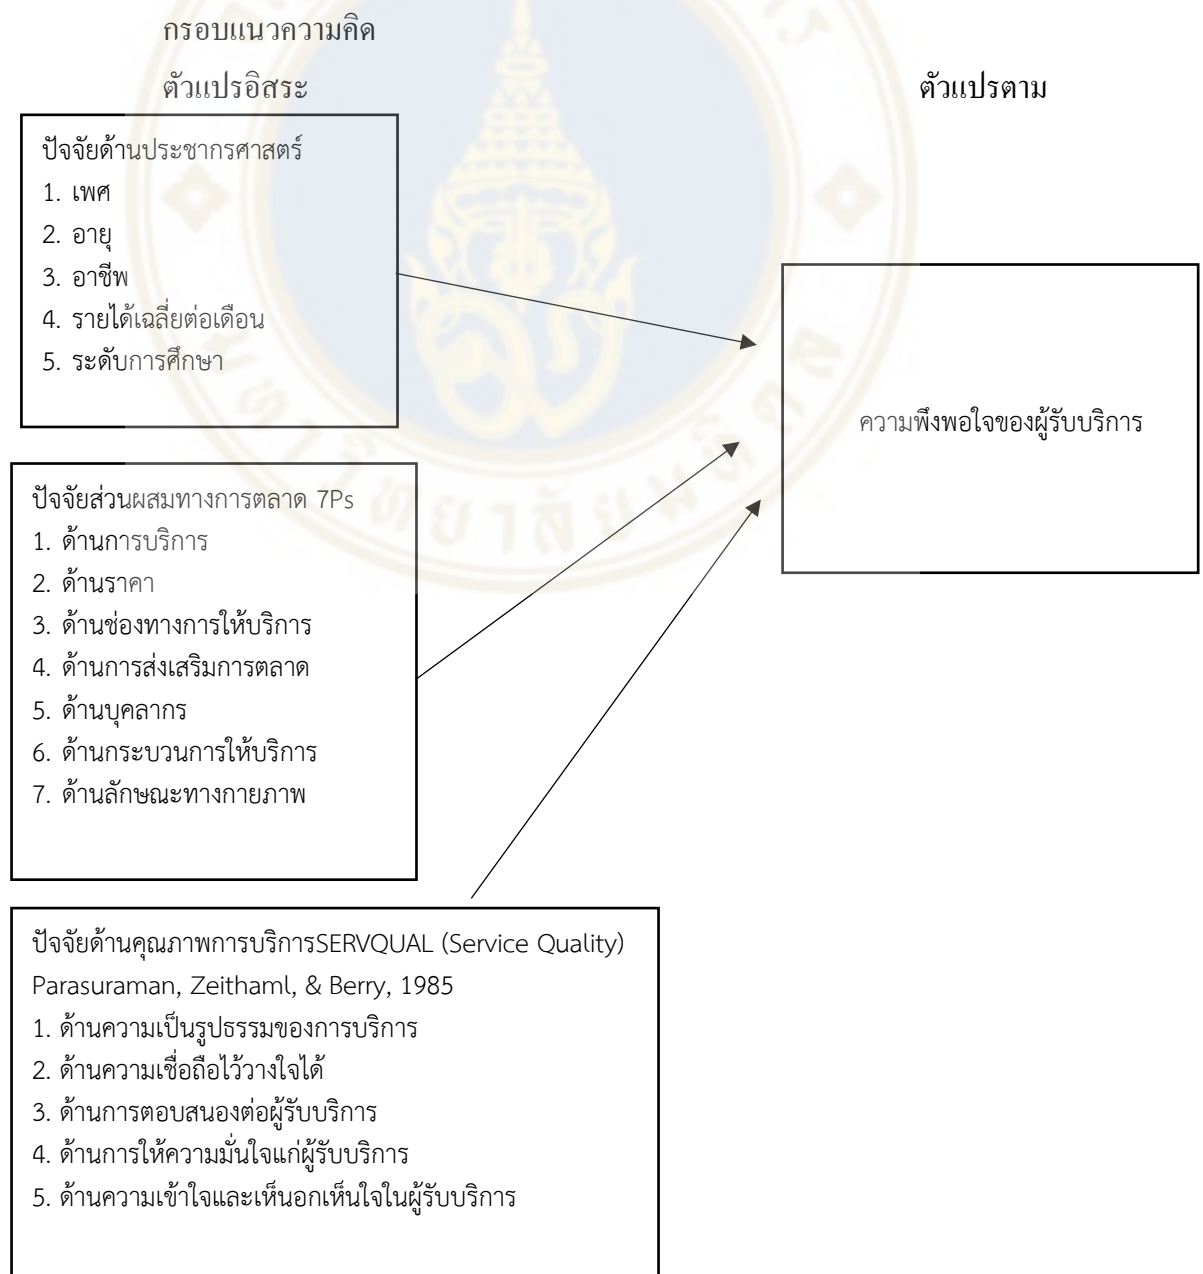 กรอบแนวความคิด
ตัวแปรอิสระ
ตัวแปรตาม
ปัจจัยด้านประชากรศาสตร์
1. เพศ
2. อายุ
3. อาชีพ
4. รายได้เฉลี่ยต่อเดือน
5. ระดับการศึกษา
ความพึงพอใจของผู้รับบริการ
ปัจจัยส่วนผสมทางการตลาด 7Ps
1. ด้านการบริการ
2. ด้านราคา
3. ด้านช่องทางการให้บริการ
4. ด้านการส่งเสริมการตลาด
5. ด้านบุคลากร
6. ด้านกระบวนการให้บริการ
7. ด้านลักษณะทางกายภาพ
ปัจจัยด้านคุณภาพการบริการSERVQUAL (Service Quality)
Parasuraman, Zeithaml, & Berry, 1985
1. ด้านความเป็นรูปธรรมของการบริการ
2. ด้านความเชื่อถือไว้วางใจได้
3. ด้านการตอบสนองต่อผู้รับบริการ
4. ด้านการให้ความมั่นใจแก่ผู้รับบริการ
5. ด้านความเข้าใจและเห็นอกเห็นใจในผู้รับบริการ